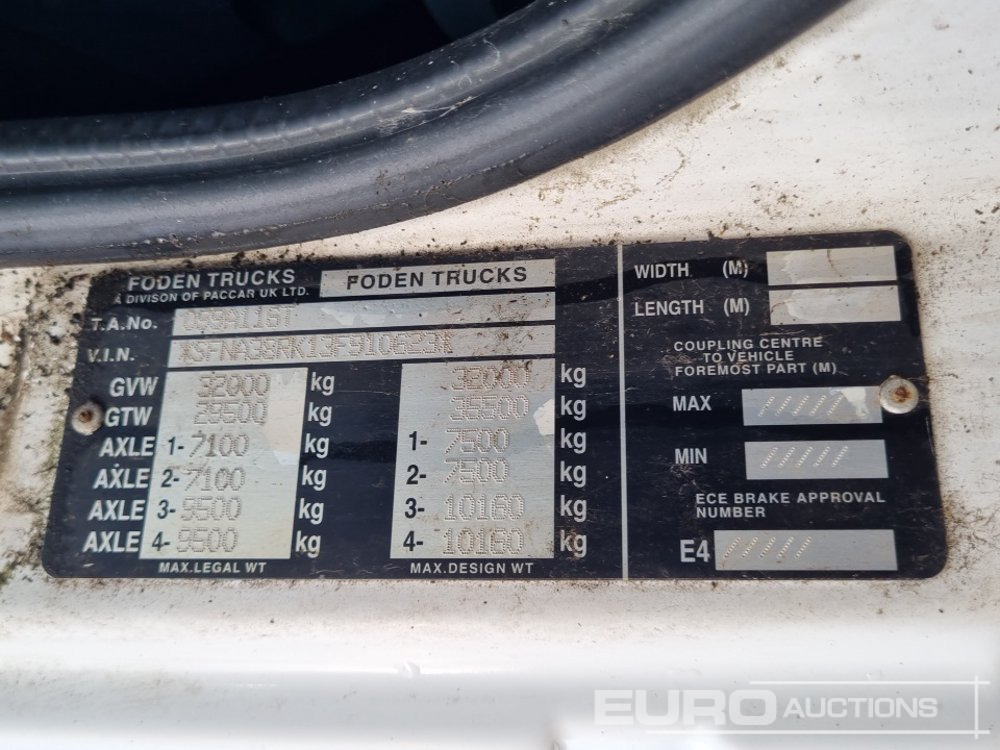 FODEN TRUCKS
A DIVISON OF PACCAR UK LTD.
FODEN TRUCKS
T.A.No.
V.I.N. *SFNA38RK13F910623*
GVW 32000 kg 32000 kg
GTW kg 35500 kg
AXLE 1- 7100 kg 1- 7500 kg
AXLE 2- 7100 kg 2- 7500 kg
AXLE 3- 9500 kg 3- 10160 kg
AXLE 4- 9500 kg 4- 10160 kg
MAX.LEGAL WT MAX.DESIGN WT
WIDTH (M)
LENGTH (M)
COUPLING CENTRE
TO VEHICLE
FOREMOST PART (M)
MAX //////
MIN //////
ECE BRAKE APPROVAL
NUMBER
E4 /////
EURO AUCTIONS